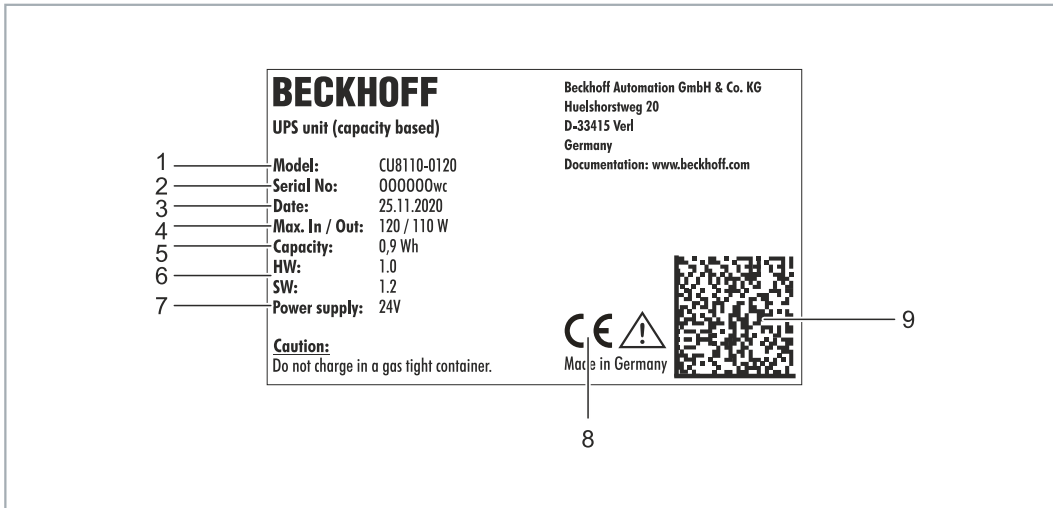 BECKHOFF
UPS unit (capacity based)
Beckhoff Automation GmbH & Co. KG
Huelshorstweg 20
D-33415 Verl
Germany
Documentation: www.beckhoff.com
1 Model: CU8110-0120
2 Serial No: 000000wc
3 Date: 25.11.2020
4 Max. In / Out: 120 / 110 W
5 Capacity: 0,9 Wh
6 HW: 1.0
SW: 1.2
7 Power supply: 24V
Caution:
Do not charge in a gas tight container.
CE
Made in Germany
8
9